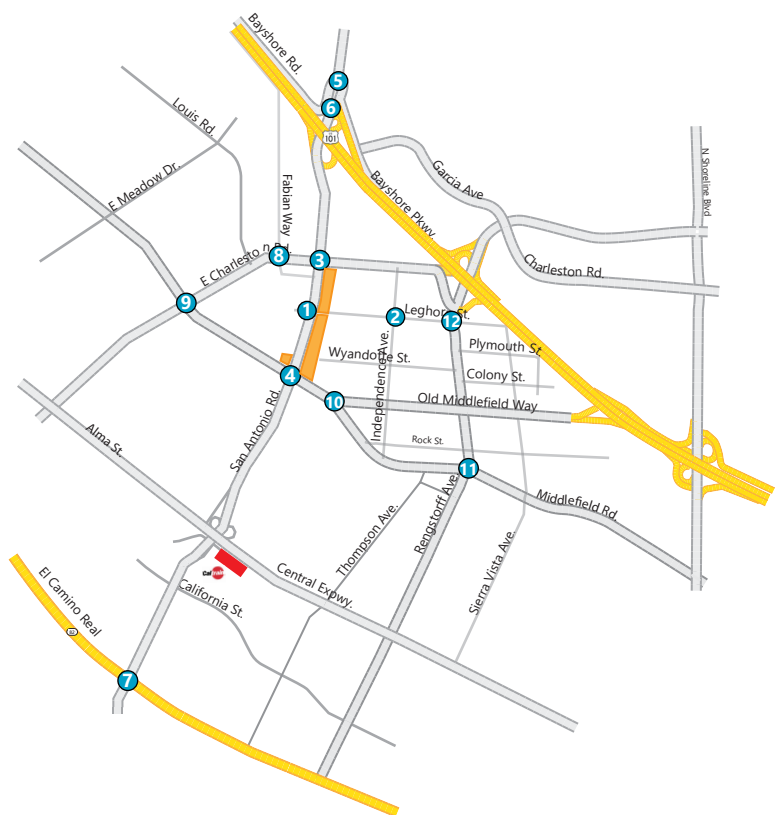 Bayshore Rd.
5
6
101
Louis Rd.
E Meadow Dr.
Fabian Way
Garcia Ave
N Shoreline Blvd
Bayshore Pkwy
E Charleston Rd.
8
3
Charleston Rd.
9
1
2
Leghorn St.
12
Plymouth St
Wyandotte St.
Colony St.
Independence Ave.
4
10
Old Middlefield Way
San Antonio Rd.
Rock St.
Alma St.
11
Middlefield Rd.
Rengstorff Ave.
Thompson Ave.
Sierra Vista Ave.
Caltrain
Central Expwy.
California St.
El Camino Real
82
7